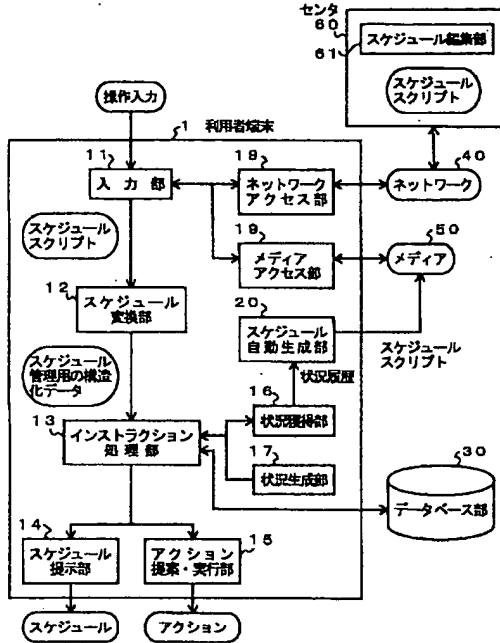 センタ
60
61
スケジュール編集部
スケジュール
スクリプト
操作入力
1
利用者端末
11
入力部
19
ネットワーク
アクセス部
40
ネットワーク
スケジュール
スクリプト
19
メディア
アクセス部
50
メディア
12
スケジュール
変換部
20
スケジュール
自動生成部
スケジュール
スクリプト
スケジュール
管理用の構造
化データ
状況履歴
13
インストラクション
処理部
16
状況獲得部
17
状況生成部
30
データベース部
14
スケジュール
提示部
15
アクション
提案・実行部
スケジュール
アクション